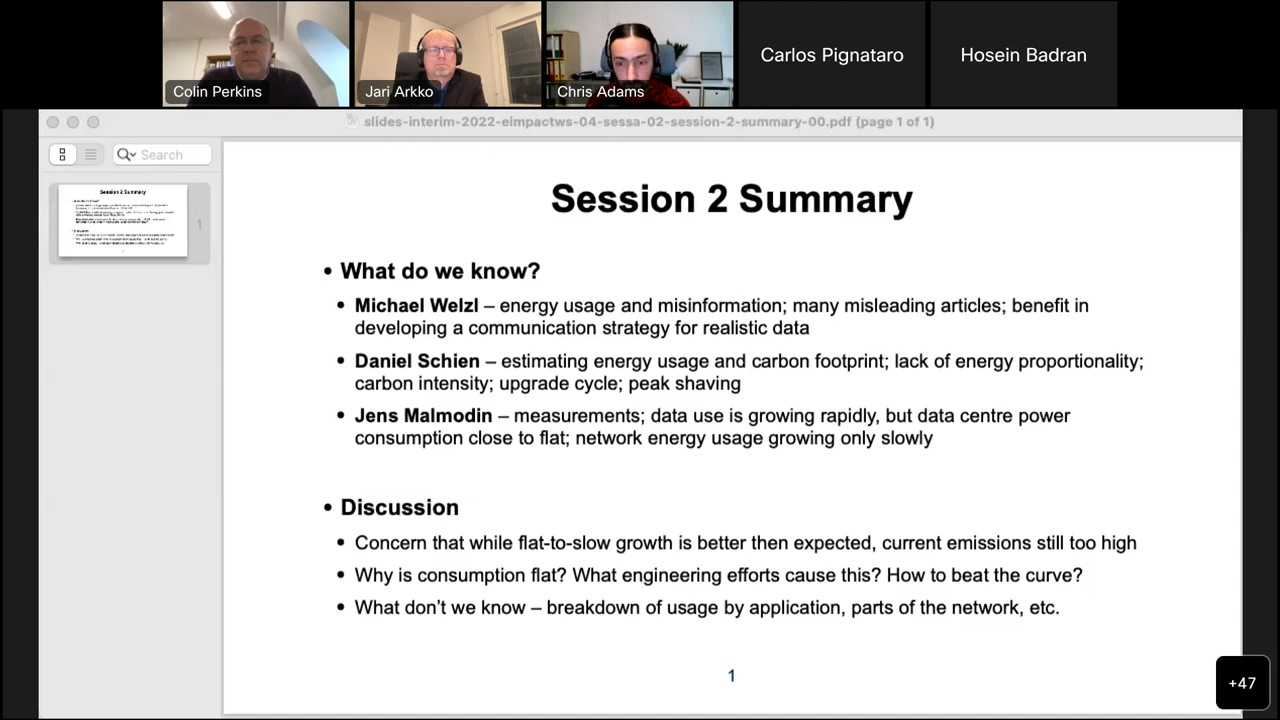 Colin Perkins
Jari Arkko
Chris Adams
Carlos Pignataro
Hosein Badran
slides-interim-2022-eimpactws-04-sessa-02-session-2-summary-00.pdf (page 1 of 1)
Search
Session 2 Summary
1
Session 2 Summary
• What do we know?
• Michael Welzl – energy usage and misinformation; many misleading articles; benefit in
developing a communication strategy for realistic data
• Daniel Schien – estimating energy usage and carbon footprint; lack of energy proportionality;
carbon intensity; upgrade cycle; peak shaving
• Jens Malmodin – measurements; data use is growing rapidly, but data centre power
consumption close to flat; network energy usage growing only slowly
• Discussion
• Concern that while flat-to-slow growth is better then expected, current emissions still too high
• Why is consumption flat? What engineering efforts cause this? How to beat the curve?
• What don't we know – breakdown of usage by application, parts of the network, etc.
1
+47